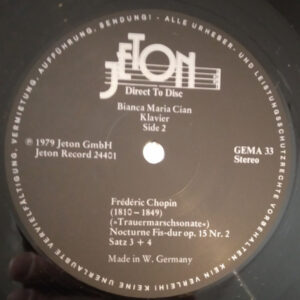 JETON
Direct To Disc
Bianca Maria Cian
Klavier
Side 2
℗ 1979 Jeton GmbH
Jeton Record 24401
GEMA 33
Stereo
Frédéric Chopin
(1810–1849)
(»Trauermarschsonate«)
Nocturne Fis-dur op. 15 Nr. 2
Satz 3 + 4
Made in W. Germany
ALLE URHEBER- UND LEISTUNGSSCHUTZRECHTE VORBEHALTEN. KEIN VERLEIH! KEINE UNERLAUBTE VERVIELFÄLTIGUNG, VERMIETUNG, AUFFÜHRUNG, SENDUNG! -